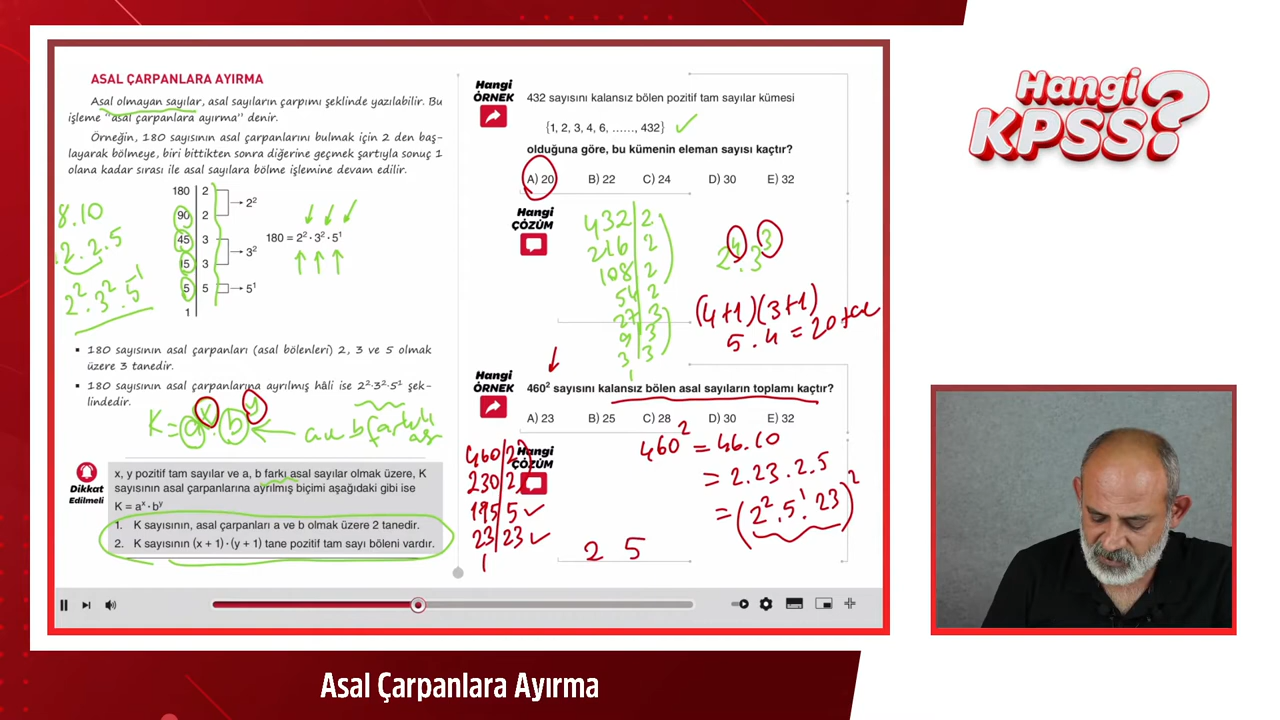 ASAL ÇARPANLARA AYIRMA
Asal olmayan sayılar, asal sayıların çarpımı şeklinde yazılabilir. Bu
işleme "asal çarpanlara ayırma" denir.
Örneğin, 180 sayısının asal çarpanlarını bulmak için 2 den baş-
layarak bölmeye, biri bittikten sonra diğerine geçmek şartıyla sonuç 1
olana kadar sırası ile asal sayılara bölme işlemine devam edilir.
180 2
90 2 → 2²
45 3
15 3 → 3²
5 5 → 5¹
1
180 = 2² · 3² · 5¹
8.10
2.2.5
2².3².5¹
• 180 sayısının asal çarpanları (asal bölenleri) 2, 3 ve 5 olmak
üzere 3 tanedir.
• 180 sayısının asal çarpanlarına ayrılmış hâli ise 2²·3²·5¹ şek-
lindedir.
K = aˣ . bʸ ← a ve b farklı
Dikkat
Edilmeli
x, y pozitif tam sayılar ve a, b farkı asal sayılar olmak üzere, K
sayısının asal çarpanlarına ayrılmış biçimi aşağıdaki gibi ise
K = aˣ · bʸ
1. K sayısının, asal çarpanları a ve b olmak üzere 2 tanedir.
2. K sayısının (x + 1) · (y + 1) tane pozitif tam sayı böleni vardır.
Hangi
ÖRNEK
432 sayısını kalansız bölen pozitif tam sayılar kümesi
{1, 2, 3, 4, 6, ......, 432}
olduğuna göre, bu kümenin eleman sayısı kaçtır?
A) 20 B) 22 C) 24 D) 30 E) 32
Hangi
ÇÖZÜM
432 2
216 2
108 2
54 2
27 3
9 3
3 3
1
2⁴.3³
(4+1)(3+1)
5.4 = 20
Hangi
ÖRNEK
460² sayısını kalansız bölen asal sayıların toplamı kaçtır?
A) 23 B) 25 C) 28 D) 30 E) 32
Hangi
ÇÖZÜM
460 2
230 2
195 5
23 23
1
460² = 46.10
= 2.23.2.5
= (2².5¹.23)²
2 5
Hangi
KPSS?
Asal Çarpanlara Ayırma